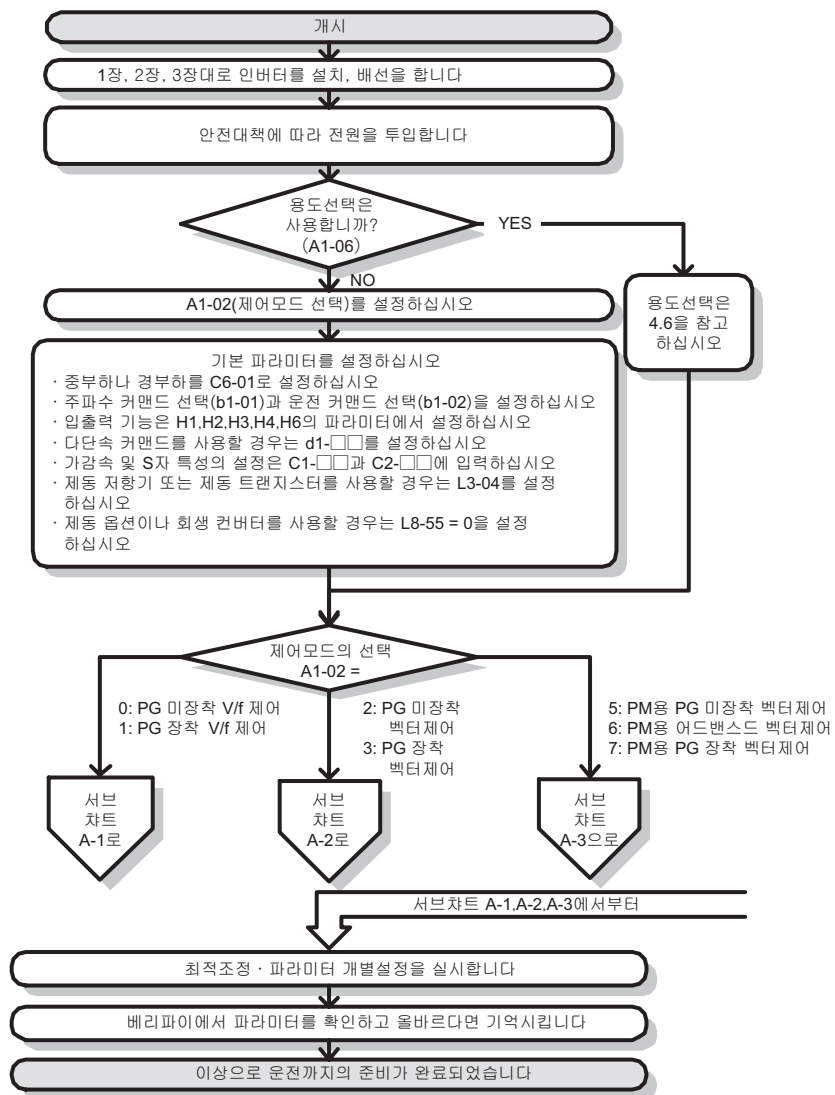 개시
1장, 2장, 3장대로 인버터를 설치, 배선을 합니다
안전대책에 따라 전원을 투입합니다
용도선택은
사용합니까?
(A1-06)
YES
NO
A1-02(제어모드 선택)를 설정하십시오
용도선택은
4.6을 참고
하십시오
기본 파라미터를 설정하십시오
· 중부하나 경부하를 C6-01로 설정하십시오
· 주파수 커맨드 선택(b1-01)과 운전 커맨드 선택(b1-02)을 설정하십시오
· 입출력 기능은 H1,H2,H3,H4,H6의 파라미터에서 설정하십시오
· 다단속 커맨드를 사용할 경우는 d1-□□를 설정하십시오
· 가감속 및 S자 특성의 설정은 C1-□□과 C2-□□에 입력하십시오
· 제동 저항기 또는 제동 트랜지스터를 사용할 경우는 L3-04를 설정
하십시오
· 제동 옵션이나 회생 컨버터를 사용할 경우는 L8-55 = 0을 설정
하십시오
제어모드의 선택
A1-02 =
0: PG 미장착 V/f 제어
1: PG 장착 V/f 제어
2: PG 미장착
벡터제어
3: PG 장착
벡터제어
5: PM용 PG 미장착 벡터제어
6: PM용 어드밴스드 벡터제어
7: PM용 PG 장착 벡터제어
서브
챠트
A-1로
서브
챠트
A-2로
서브
챠트
A-3으로
서브챠트 A-1,A-2,A-3에서부터
최적조정 · 파라미터 개별설정을 실시합니다
베리파이에서 파라미터를 확인하고 올바르다면 기억시킵니다
이상으로 운전까지의 준비가 완료되었습니다